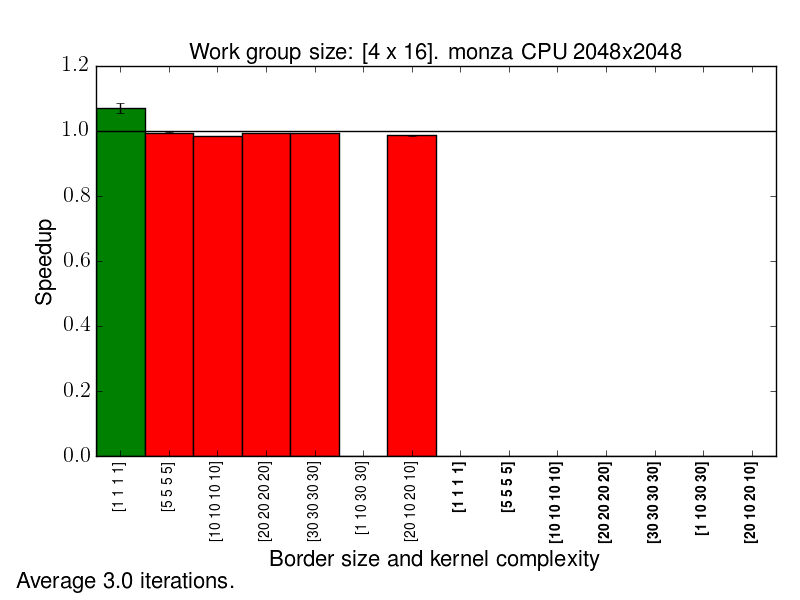 Work group size: [4 x 16]. monza CPU 2048x2048
1.2
1.0
0.8
0.6
0.4
0.2
0.0
Speedup
[1 1 1 1]
[5 5 5 5]
[10 10 10 10]
[20 20 20 20]
[30 30 30 30]
[1 10 30 30]
[20 10 20 10]
[1 1 1 1]
[5 5 5 5]
[10 10 10 10]
[20 20 20 20]
[30 30 30 30]
[1 10 30 30]
[20 10 20 10]
Border size and kernel complexity
Average 3.0 iterations.